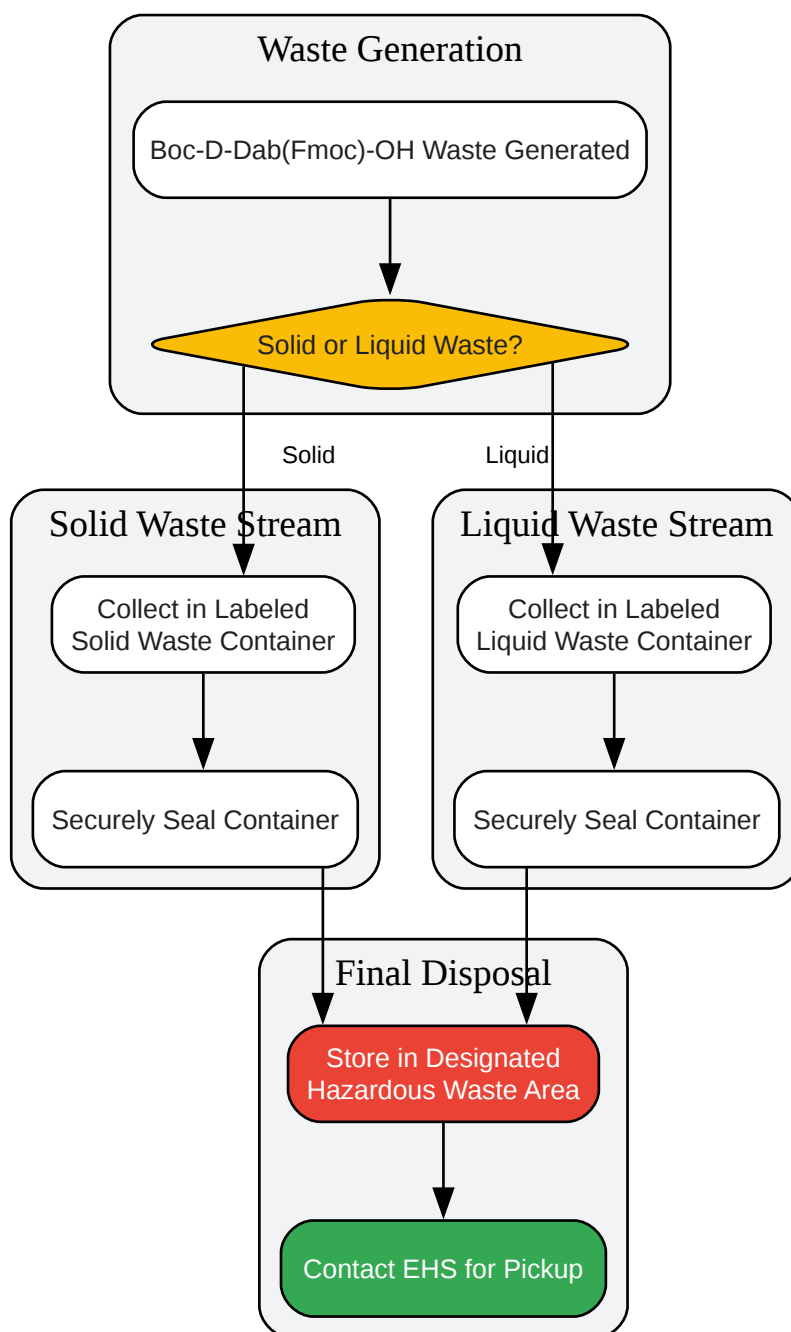 Waste Generation
Boc-D-Dab(Fmoc)-OH Waste Generated
Solid or Liquid Waste?
Solid
Liquid
Solid Waste Stream
Collect in Labeled
Solid Waste Container
Securely Seal Container
Liquid Waste Stream
Collect in Labeled
Liquid Waste Container
Securely Seal Container
Final Disposal
Store in Designated
Hazardous Waste Area
Contact EHS for Pickup